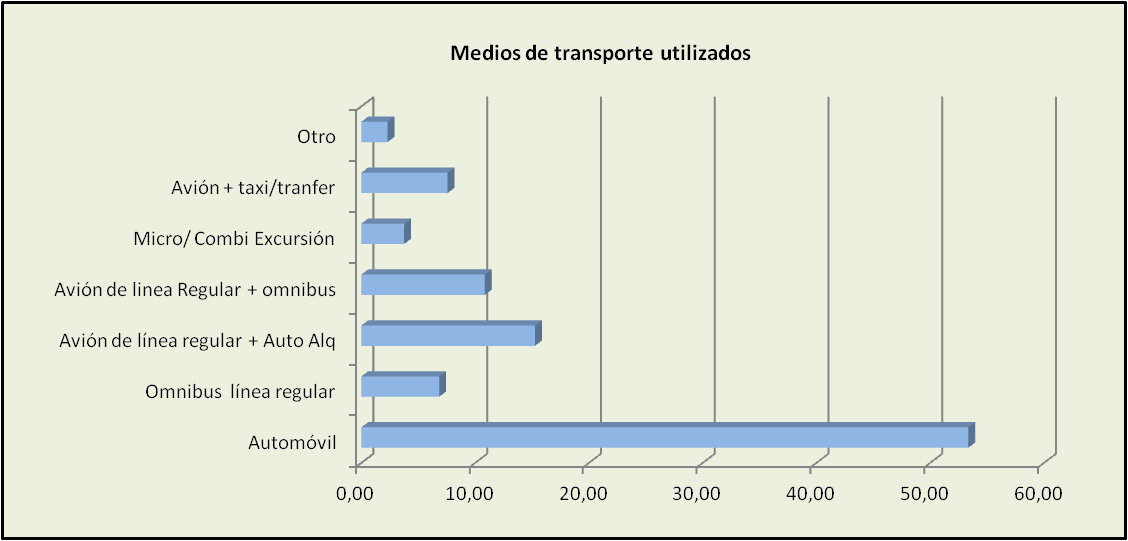 Medios de transporte utilizados
Otro
Avión + taxi/tranfer
Micro/ Combi Excursión
Avión de linea Regular + omnibus
Avión de línea regular + Auto Alq
Omnibus línea regular
Automóvil
0,00 10,00 20,00 30,00 40,00 50,00 60,00